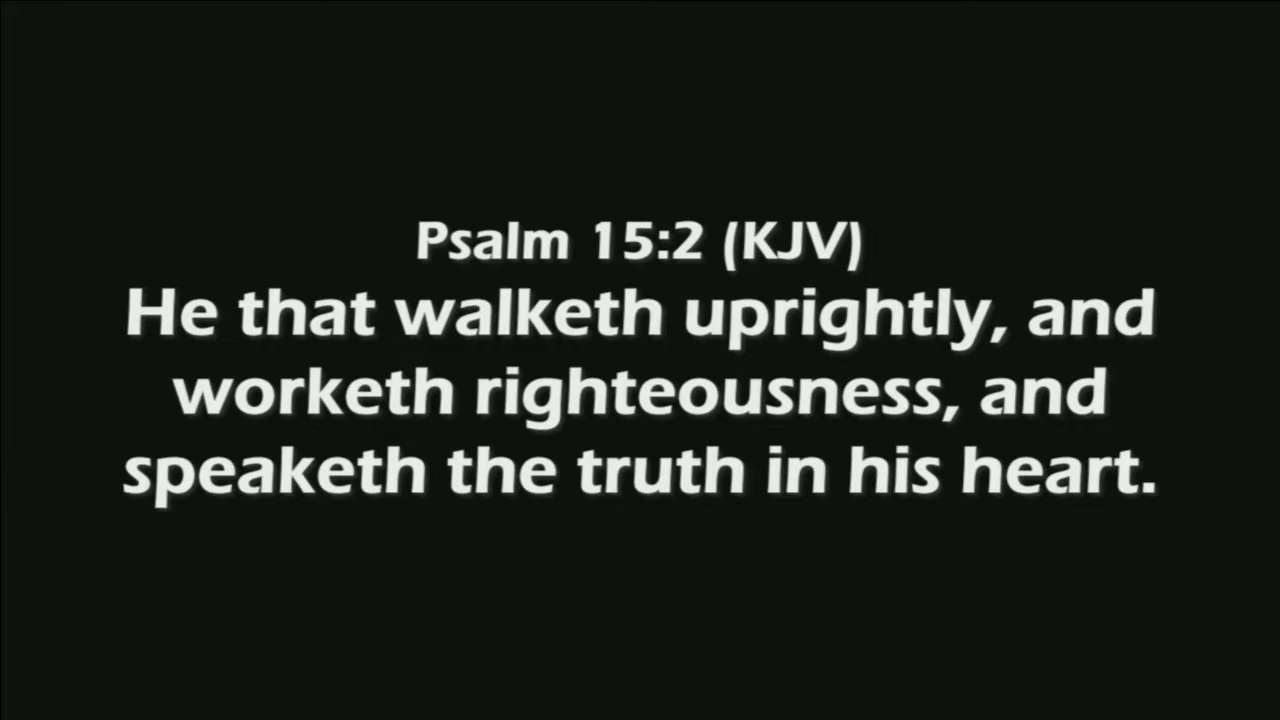 Psalm 15:2 (KJV)
He that walketh uprightly, and
worketh righteousness, and
speaketh the truth in his heart.